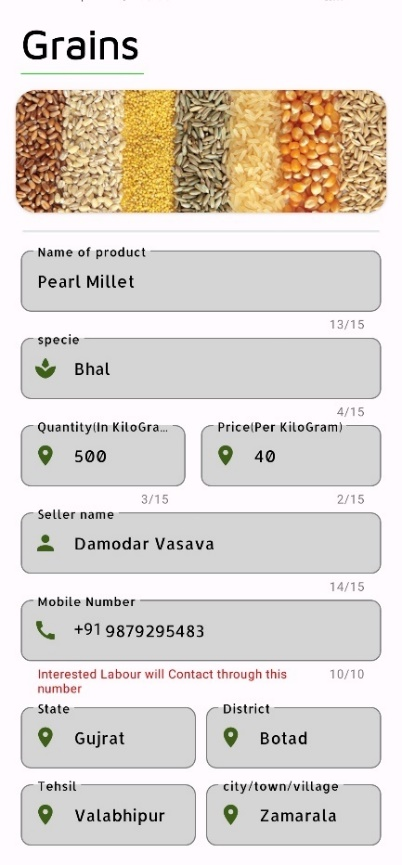 Grains
Name of product
Pearl Millet
13/15
specie
Bhal
4/15
Quantity(In KiloGra... Price(Per KiloGram)
500 40
3/15 2/15
Seller name
Damodar Vasava
14/15
Mobile Number
+91 9879295483
Interested Labour will Contact through this 10/10
number
State District
Gujrat Botad
Tehsil city/town/village
Valabhipur Zamarala